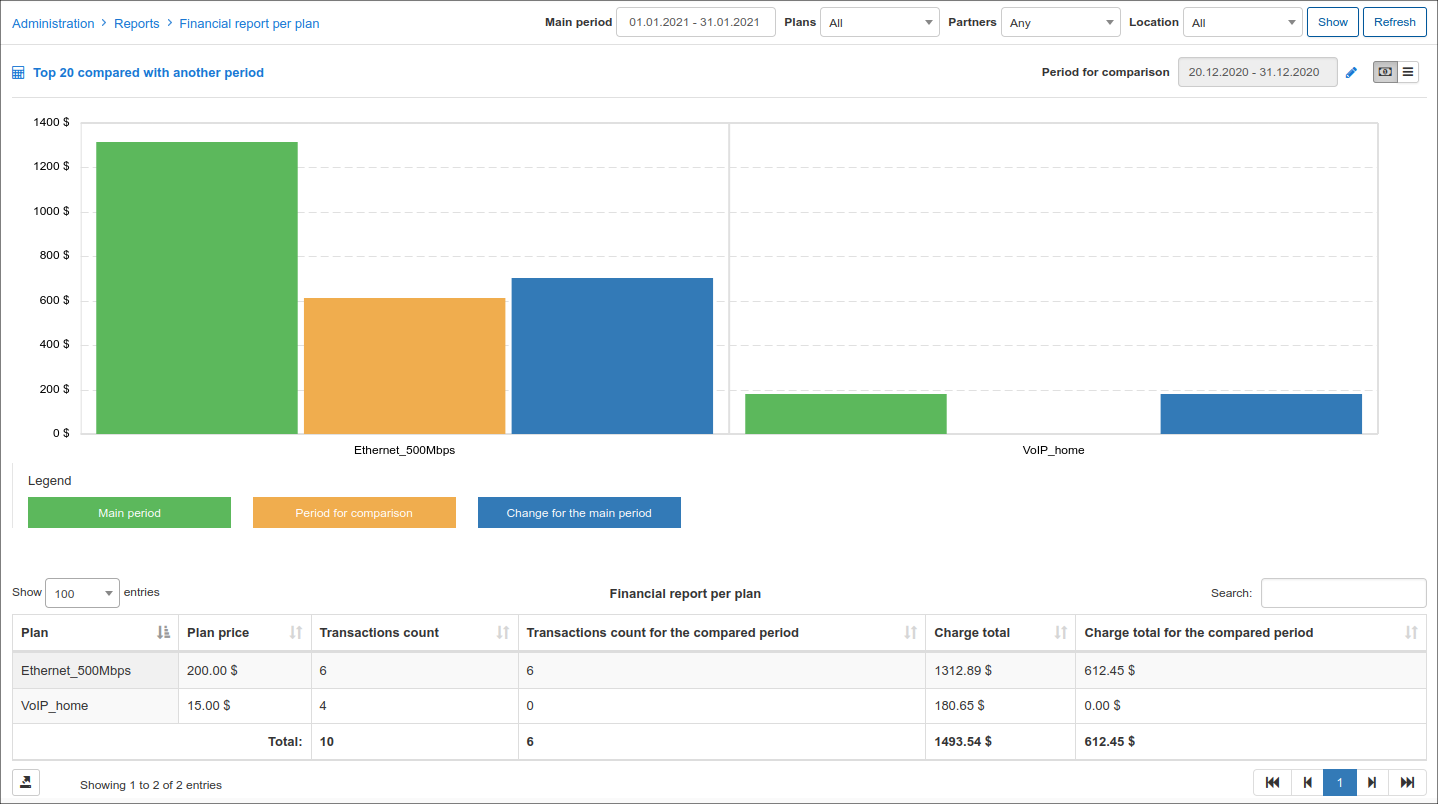 Administration > Reports > Financial report per plan Main period 01.01.2021 - 31.01.2021 Plans All Partners Any Location All Show Refresh
Top 20 compared with another period Period for comparison 20.12.2020 - 31.12.2020
1400 $
1200 $
1000 $
800 $
600 $
400 $
200 $
0 $
Ethernet_500Mbps VoIP_home
Legend
Main period Period for comparison Change for the main period
Show 100 entries Financial report per plan Search:
Plan Plan price Transactions count Transactions count for the compared period Charge total Charge total for the compared period
Ethernet_500Mbps 200.00 $ 6 6 1312.89 $ 612.45 $
VoIP_home 15.00 $ 4 0 180.65 $ 0.00 $
Total: 10 6 1493.54 $ 612.45 $
Showing 1 to 2 of 2 entries 1